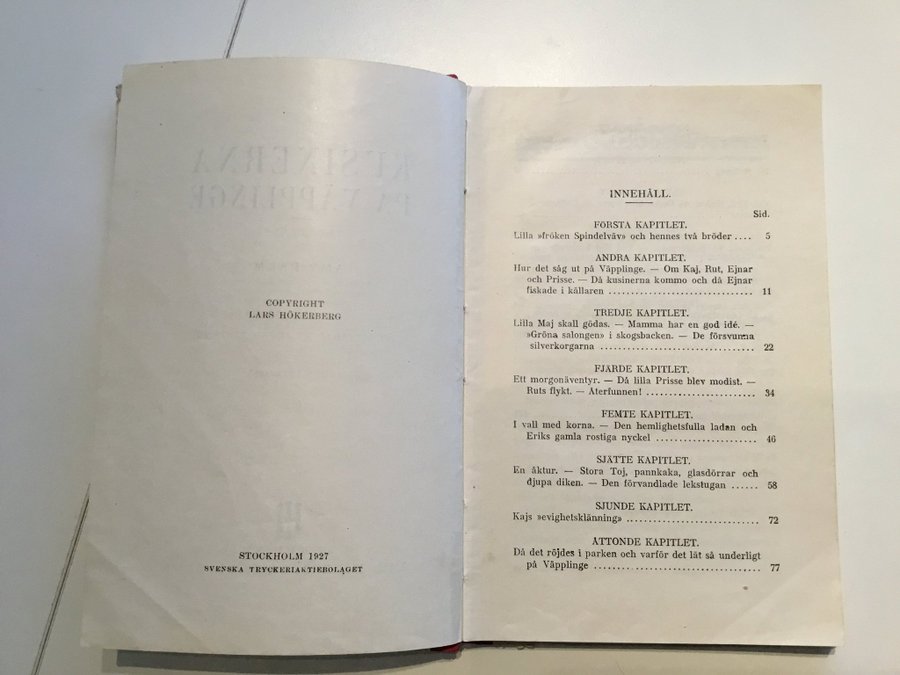 COPYRIGHT
LARS HÖKERBERG
STOCKHOLM 1927
SVENSKA TRYCKERIAKTIEBOLAGET
INNEHÅLL.
Sid.
FÖRSTA KAPITLET.
Lilla »fröken Spindelväv» och hennes två bröder .... 5
ANDRA KAPITLET.
Hur det såg ut på Väpplinge. — Om Kaj, Rut, Ejnar
och Prisse. — Då kusinerna kommo och då Ejnar
fiskade i källaren ................................ 11
TREDJE KAPITLET.
Lilla Maj skall gödas. — Mamma har en god idé. —
»Gröna salongen» i skogsbacken. — De försvunna
silverkorgarna ................................... 22
FJÄRDE KAPITLET.
Ett morgonäventyr. — Då lilla Prisse blev modist. —
Ruts flykt. — Återfunnen! ......................... 34
FEMTE KAPITLET.
I vall med korna. — Den hemlighetsfulla ladan och
Eriks gamla rostiga nyckel ....................... 46
SJÄTTE KAPITLET.
En åktur. — Stora Toj, pannkaka, glasdörrar och
djupa diken. — Den förvandlade lekstugan ...... 58
SJUNDE KAPITLET.
Kajs »evighetsklänning» ............................. 72
ÅTTONDE KAPITLET.
Då det röjdes i parken och varför det lät så underligt
på Väpplinge ..................................... 77
KUSINERNA
PÅ VÄPPLINGE